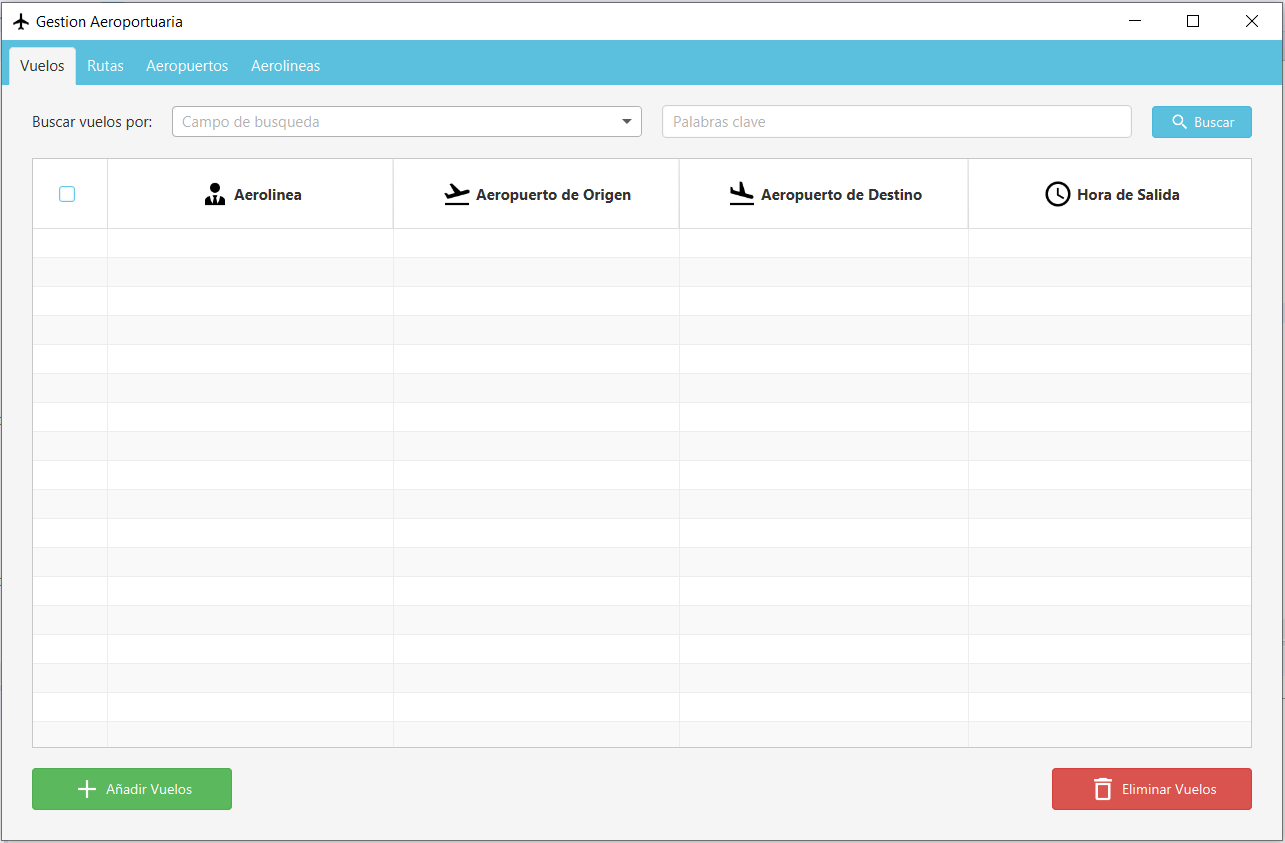 Gestion Aeroportuaria
Vuelos Rutas Aeropuertos Aerolineas
Buscar vuelos por: Campo de busqueda Palabras clave Buscar
Aerolinea Aeropuerto de Origen Aeropuerto de Destino Hora de Salida
Añadir Vuelos Eliminar Vuelos